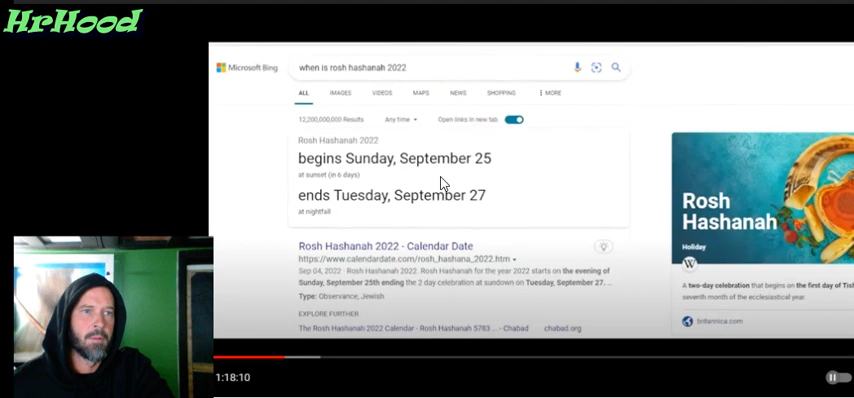 HrHood
Microsoft Bing
when is rosh hashanah 2022
ALL IMAGES VIDEOS MAPS NEWS SHOPPING MORE
12,200,000,000 Results Any time Open links in new tab
Rosh Hashanah 2022
begins Sunday, September 25
at sunset (in 6 days)
ends Tuesday, September 27
at nightfall
Rosh Hashanah 2022 - Calendar Date
https://www.calendardate.com/rosh_hashana_2022.htm
Sep 04, 2022 · Rosh Hashanah 2022. Rosh Hashanah for the year 2022 starts on the evening of
Sunday, September 25th ending the 2 day celebration at sundown on Tuesday, September 27. ...
Type: Observance, Jewish
EXPLORE FURTHER
The Rosh Hashanah 2022 Calendar - Rosh Hashanah 5783 ... - Chabad chabad.org
Rosh
Hashanah
Holiday
W
A two-day celebration that begins on the first day of
seventh month of the ecclesiastical year.
britannica.com
1:18:10